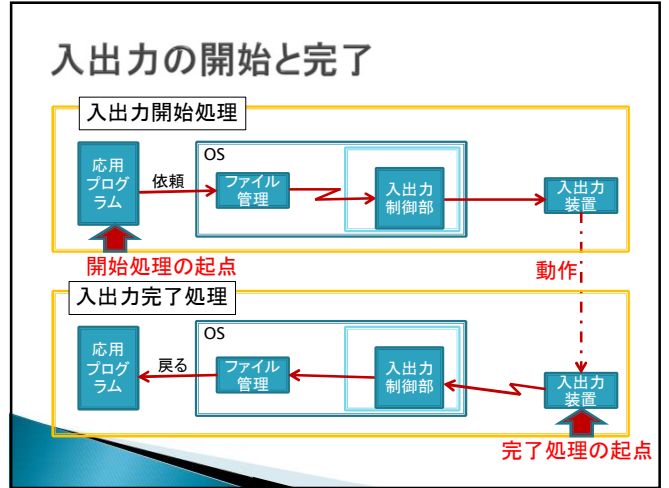 入出力の開始と完了
入出力開始処理
OS
応用
プログ
ラム
依頼
ファイル
管理
入出力
制御部
入出力
装置
開始処理の起点
動作
入出力完了処理
OS
応用
プログ
ラム
戻る
ファイル
管理
入出力
制御部
入出力
装置
完了処理の起点